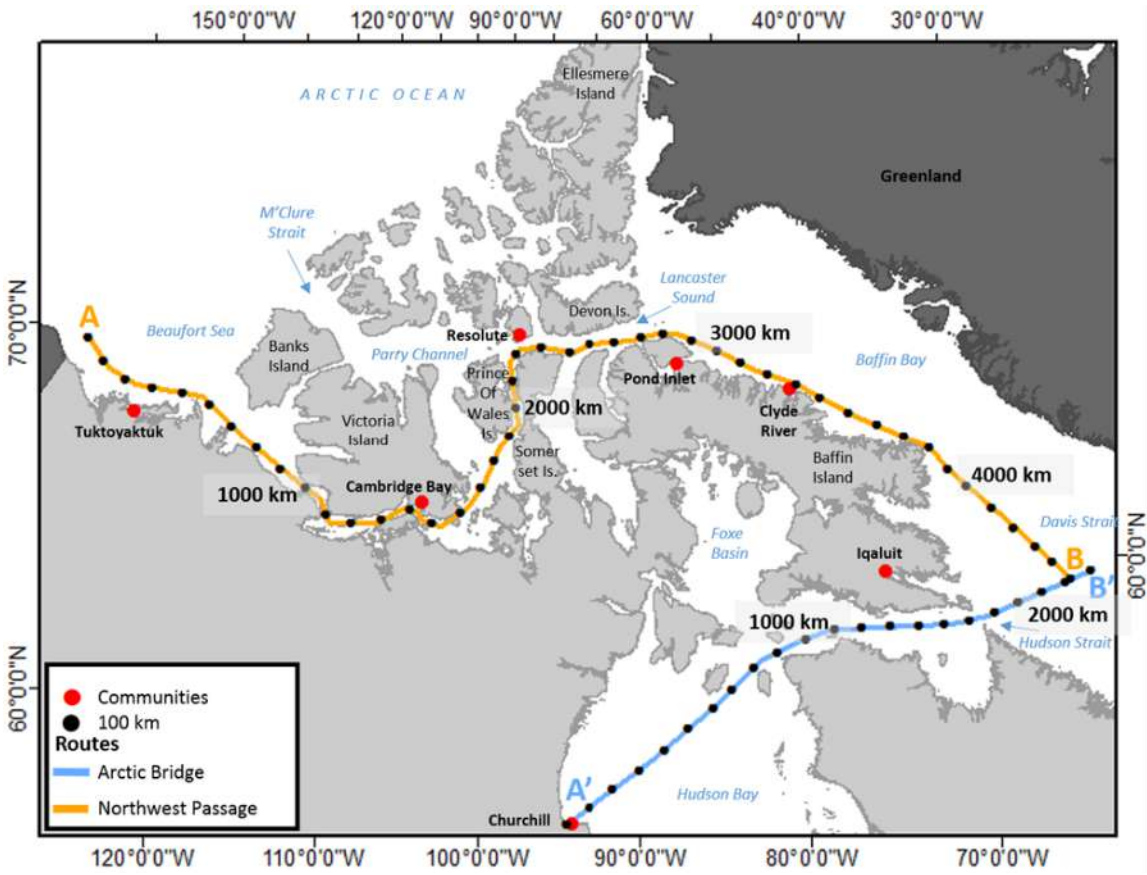 150°0'0"W
120°0'0"W
90°0'0"W
60°0'0"W
40°0'0"W
30°0'0"W
Ellesmere
Island
ARCTIC OCEAN
Greenland
M'Clure
Strait
70°0'0"N
A
Beaufort Sea
Banks
Island
Parry Channel
Resolute
Devon Is.
Lancaster
Sound
3000 km
Baffin Bay
Prince
Of
Wales
Is.
2000 km
Pond Inlet
Clyde
River
Tuktoyaktuk
Victoria
Island
Somer
set Is.
Baffin
Island
1000 km
Cambridge Bay
4000 km
Foxe
Basin
Davis Strait
Iqaluit
B
B'
60°0'0"N
1000 km
2000 km
Hudson Strait
60°0'0"N
Communities
100 km
Routes
Arctic Bridge
Northwest Passage
A'
Hudson Bay
Churchill
120°0'0"W
110°0'0"W
100°0'0"W
90°0'0"W
80°0'0"W
70°0'0"W